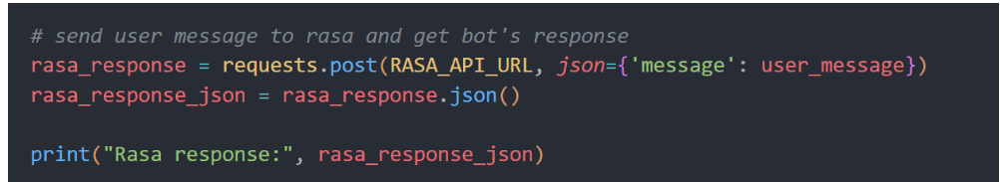 # send user message to rasa and get bot's response
rasa_response = requests.post(RASA_API_URL, json={'message': user_message})
rasa_response_json = rasa_response.json()
print("Rasa response:", rasa_response_json)